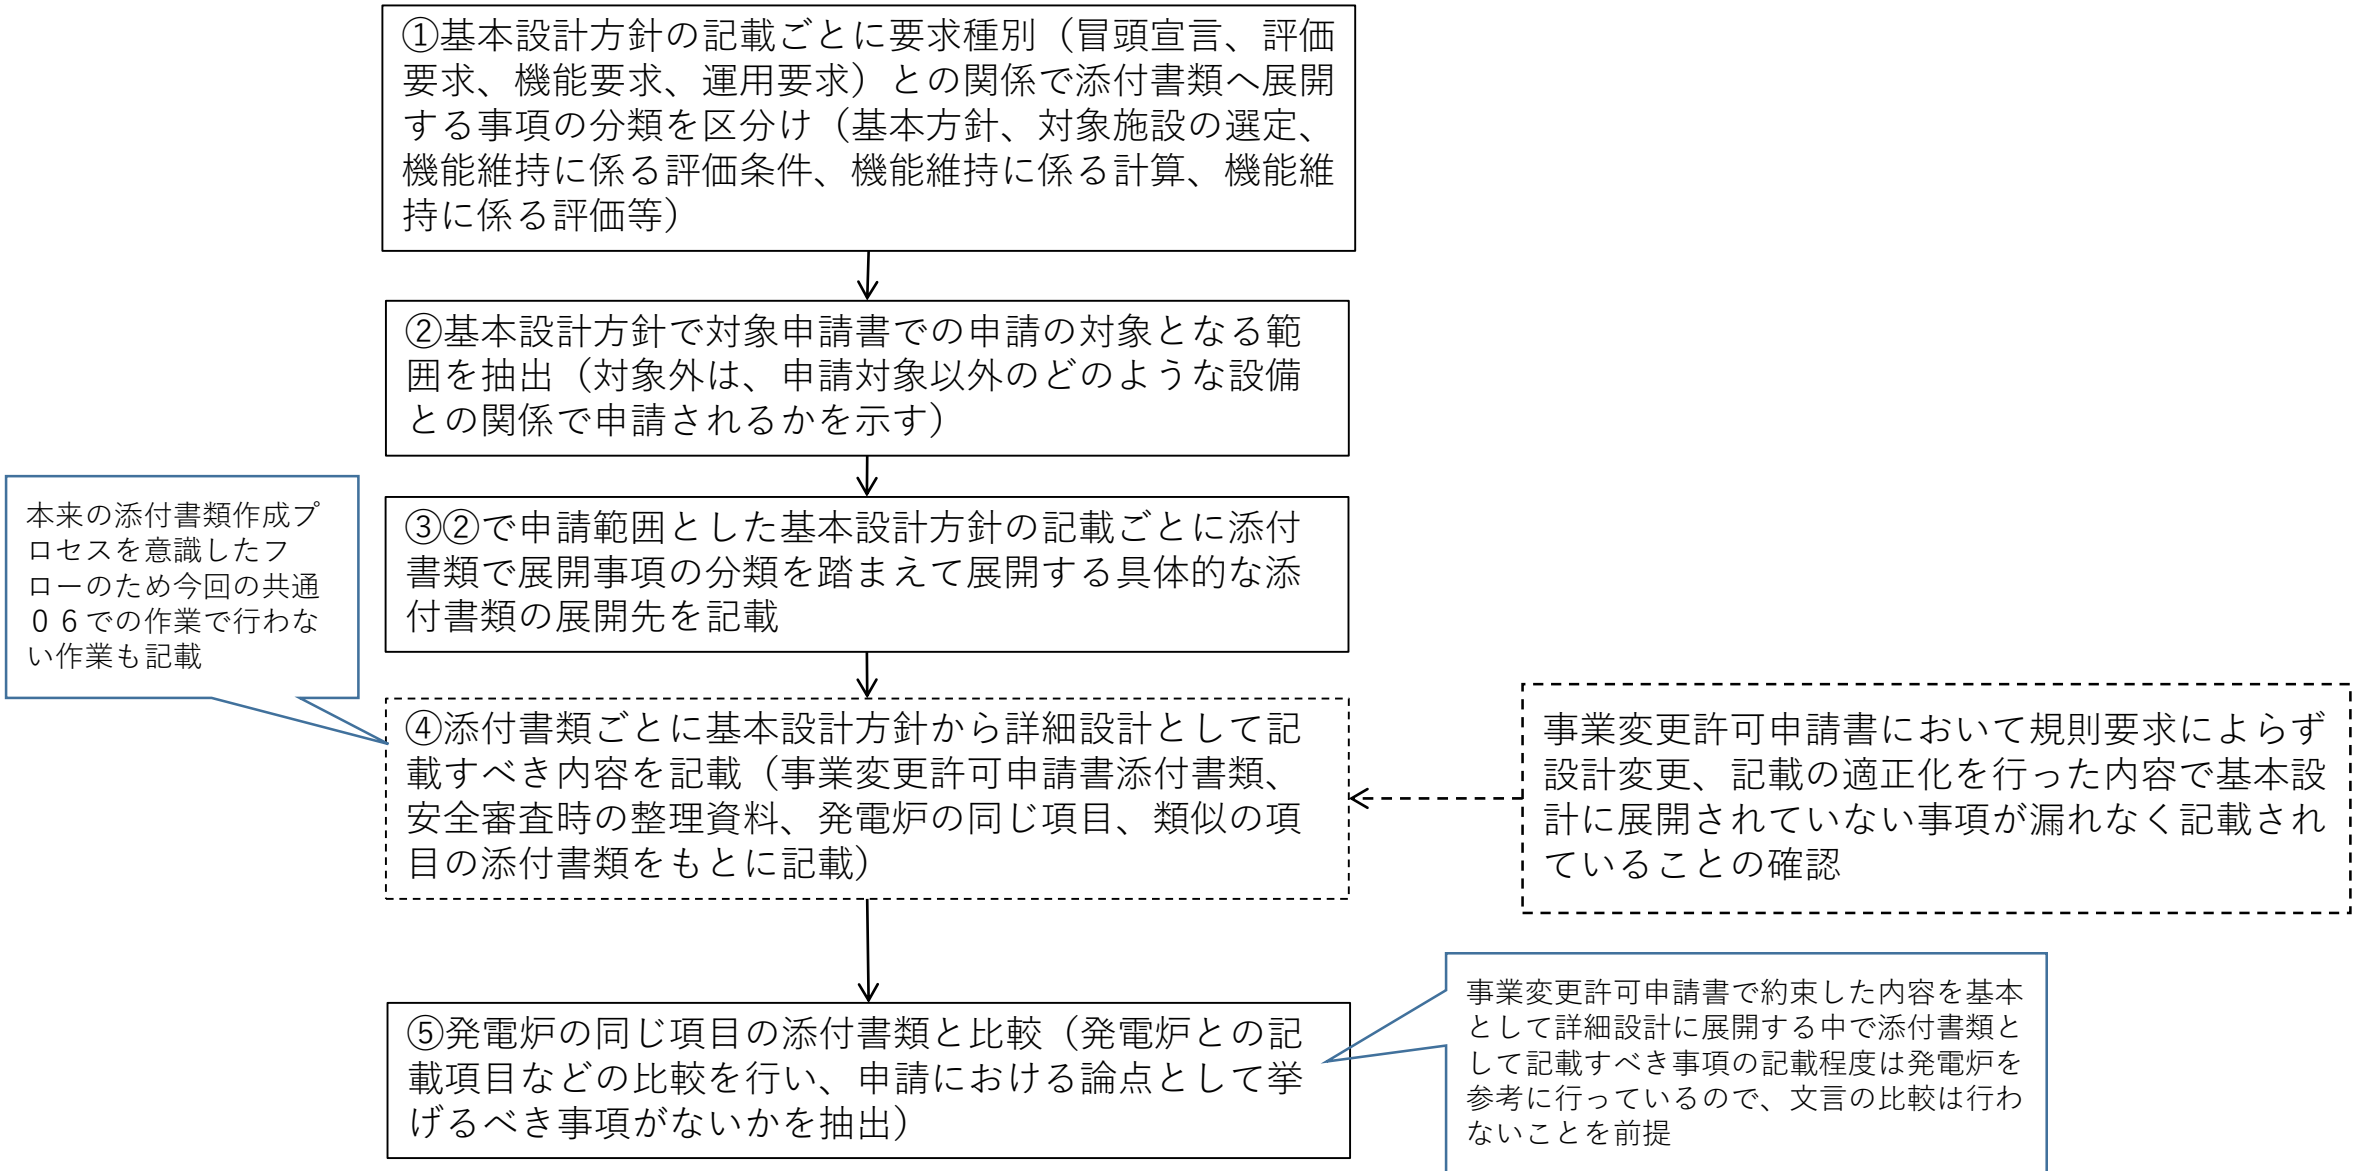 ①基本設計方針の記載ごとに要求種別（冒頭宣言、評価
要求、機能要求、運用要求）との関係で添付書類へ展開
する事項の分類を区分け（基本方針、対象施設の選定、
機能維持に係る評価条件、機能維持に係る計算、機能維
持に係る評価等）
②基本設計方針で対象申請書での申請の対象となる範
囲を抽出（対象外は、申請対象以外のどのような設備
との関係で申請されるかを示す）
本来の添付書類作成プ
ロセスを意識したフ
ローのため今回の共通
０６での作業で行わな
い作業も記載
③②で申請範囲とした基本設計方針の記載ごとに添付
書類で展開事項の分類を踏まえて展開する具体的な添
付書類の展開先を記載
④添付書類ごとに基本設計方針から詳細設計として記
載すべき内容を記載（事業変更許可申請書添付書類、
安全審査時の整理資料、発電炉の同じ項目、類似の項
目の添付書類をもとに記載）
事業変更許可申請書において規則要求によらず
設計変更、記載の適正化を行った内容で基本設
計に展開されていない事項が漏れなく記載され
ていることの確認
⑤発電炉の同じ項目の添付書類と比較（発電炉との記
載項目などの比較を行い、申請における論点として挙
げるべき事項がないかを抽出）
事業変更許可申請書で約束した内容を基本
として詳細設計に展開する中で添付書類と
して記載すべき事項の記載程度は発電炉を
参考に行っているので、文言の比較は行わ
ないことを前提